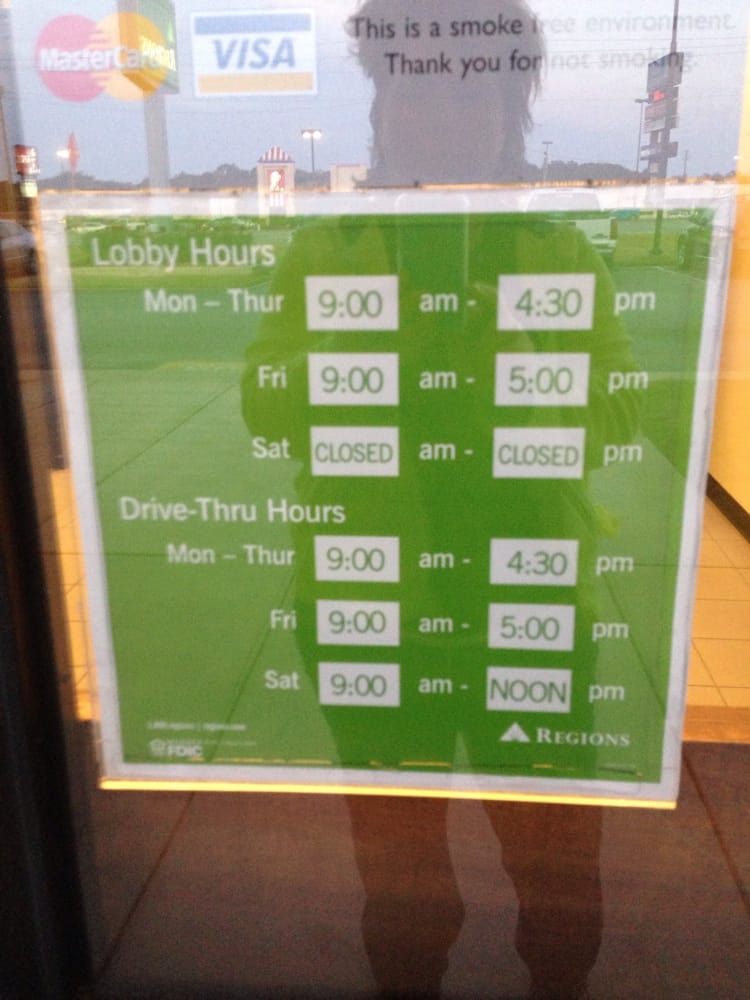 MasterCard
VISA
This is a smoke free environment.
Thank you for not smoking.
Lobby Hours
Mon – Thur 9:00 am - 4:30 pm
Fri 9:00 am - 5:00 pm
Sat CLOSED am - CLOSED pm
Drive-Thru Hours
Mon – Thur 9:00 am - 4:30 pm
Fri 9:00 am - 5:00 pm
Sat 9:00 am - NOON pm
REGIONS
FDIC